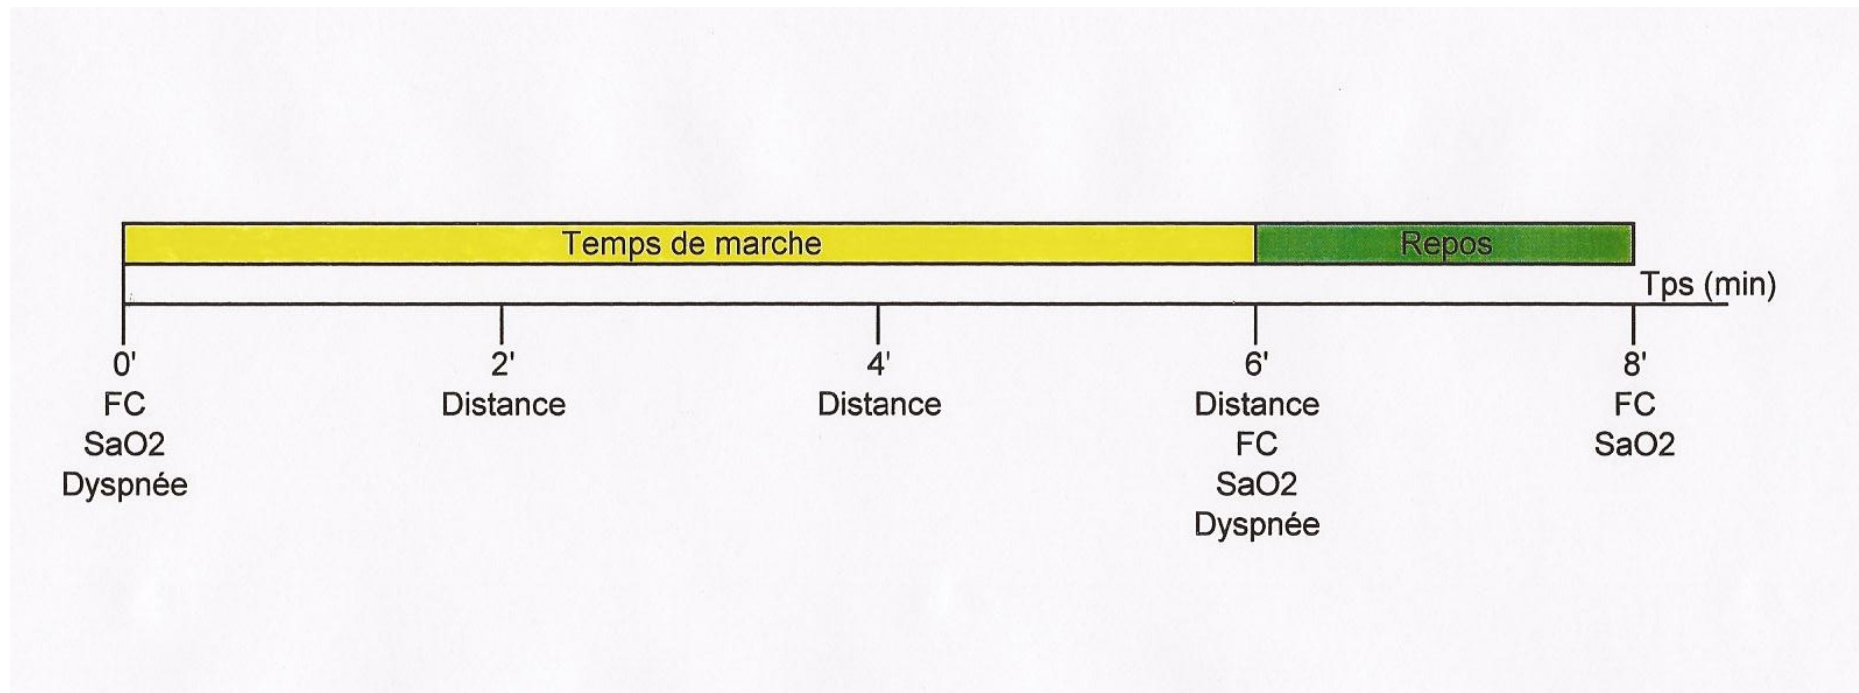 Temps de marche Repos
Tps (min)
0' 2' 4' 6' 8'
FC Distance Distance Distance FC
SaO2 FC SaO2
Dyspnée SaO2
Dyspnée